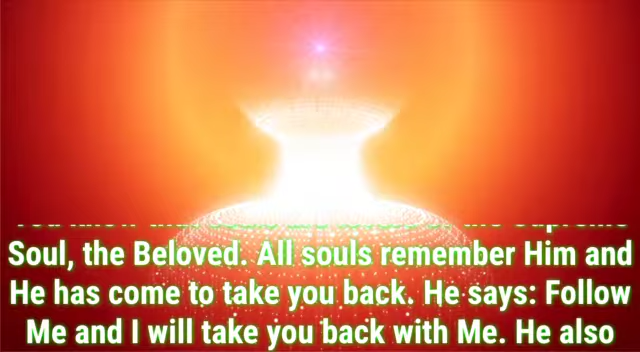 Soul, the Beloved. All souls remember Him and
He has come to take you back. He says: Follow
Me and I will take you back with Me. He also